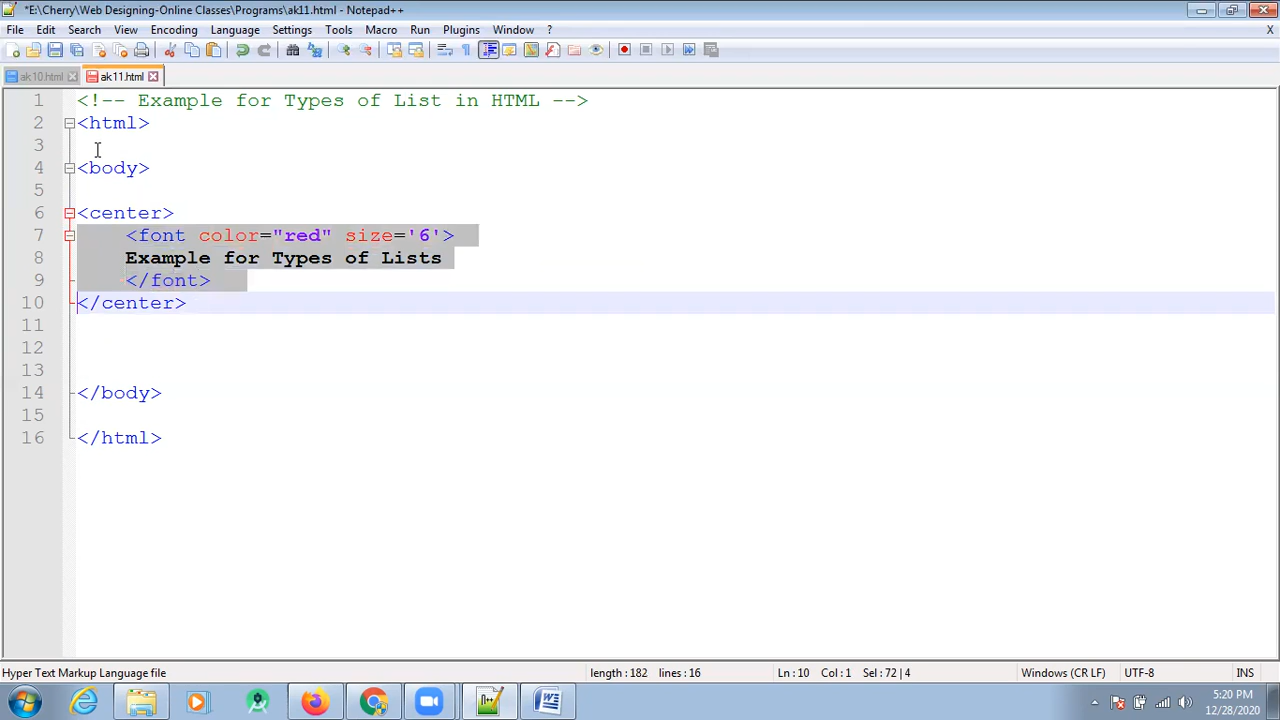 *E:\Cherry\Web Designing-Online Classes\Programs\ak11.html - Notepad++
File Edit Search View Encoding Language Settings Tools Macro Run Plugins Window ? X
ak10.html ak11.html
1 <!-- Example for Types of List in HTML -->
2 <html>
3
4 <body>
5
6 <center>
7 <font color="red" size='6'>
8 Example for Types of Lists
9 </font>
10 </center>
11
12
13
14 </body>
15
16 </html>
Hyper Text Markup Language file length : 182 lines : 16 Ln : 10 Col : 1 Sel : 72 | 4 Windows (CR LF) UTF-8 INS
5:20 PM
12/28/2020